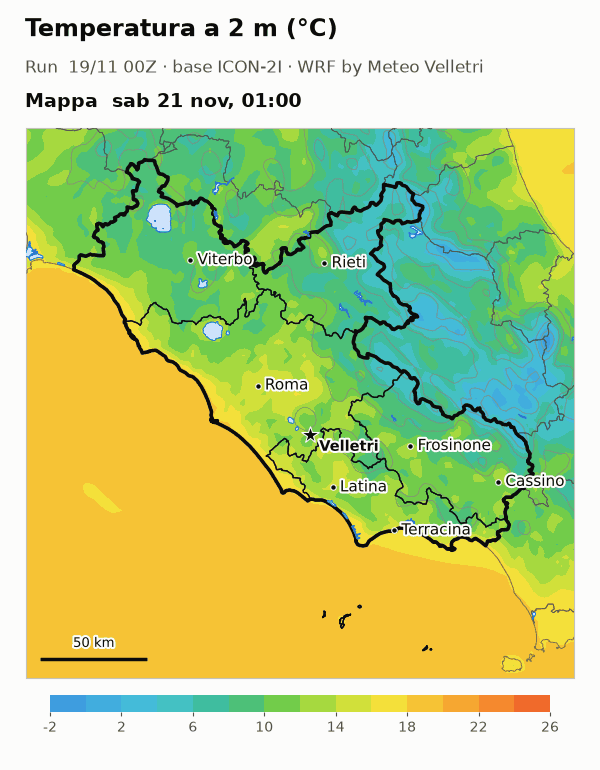 Temperatura a 2 m (°C)
Run  19/11 00Z · base ICON-2I · WRF by Meteo Velletri
Mappa  sab 21 nov, 01:00
Viterbo
Rieti
Roma
Velletri
Frosinone
Cassino
Latina
Terracina
50 km
-2 2 6 10 14 18 22 26